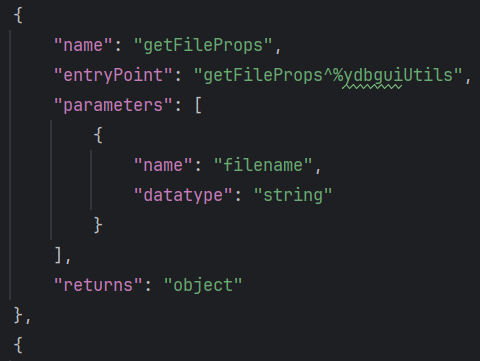 {
    "name": "getFileProps",
    "entryPoint": "getFileProps^%ydbguiUtils",
    "parameters": [
        {
            "name": "filename",
            "datatype": "string"
        }
    ],
    "returns": "object"
},
{